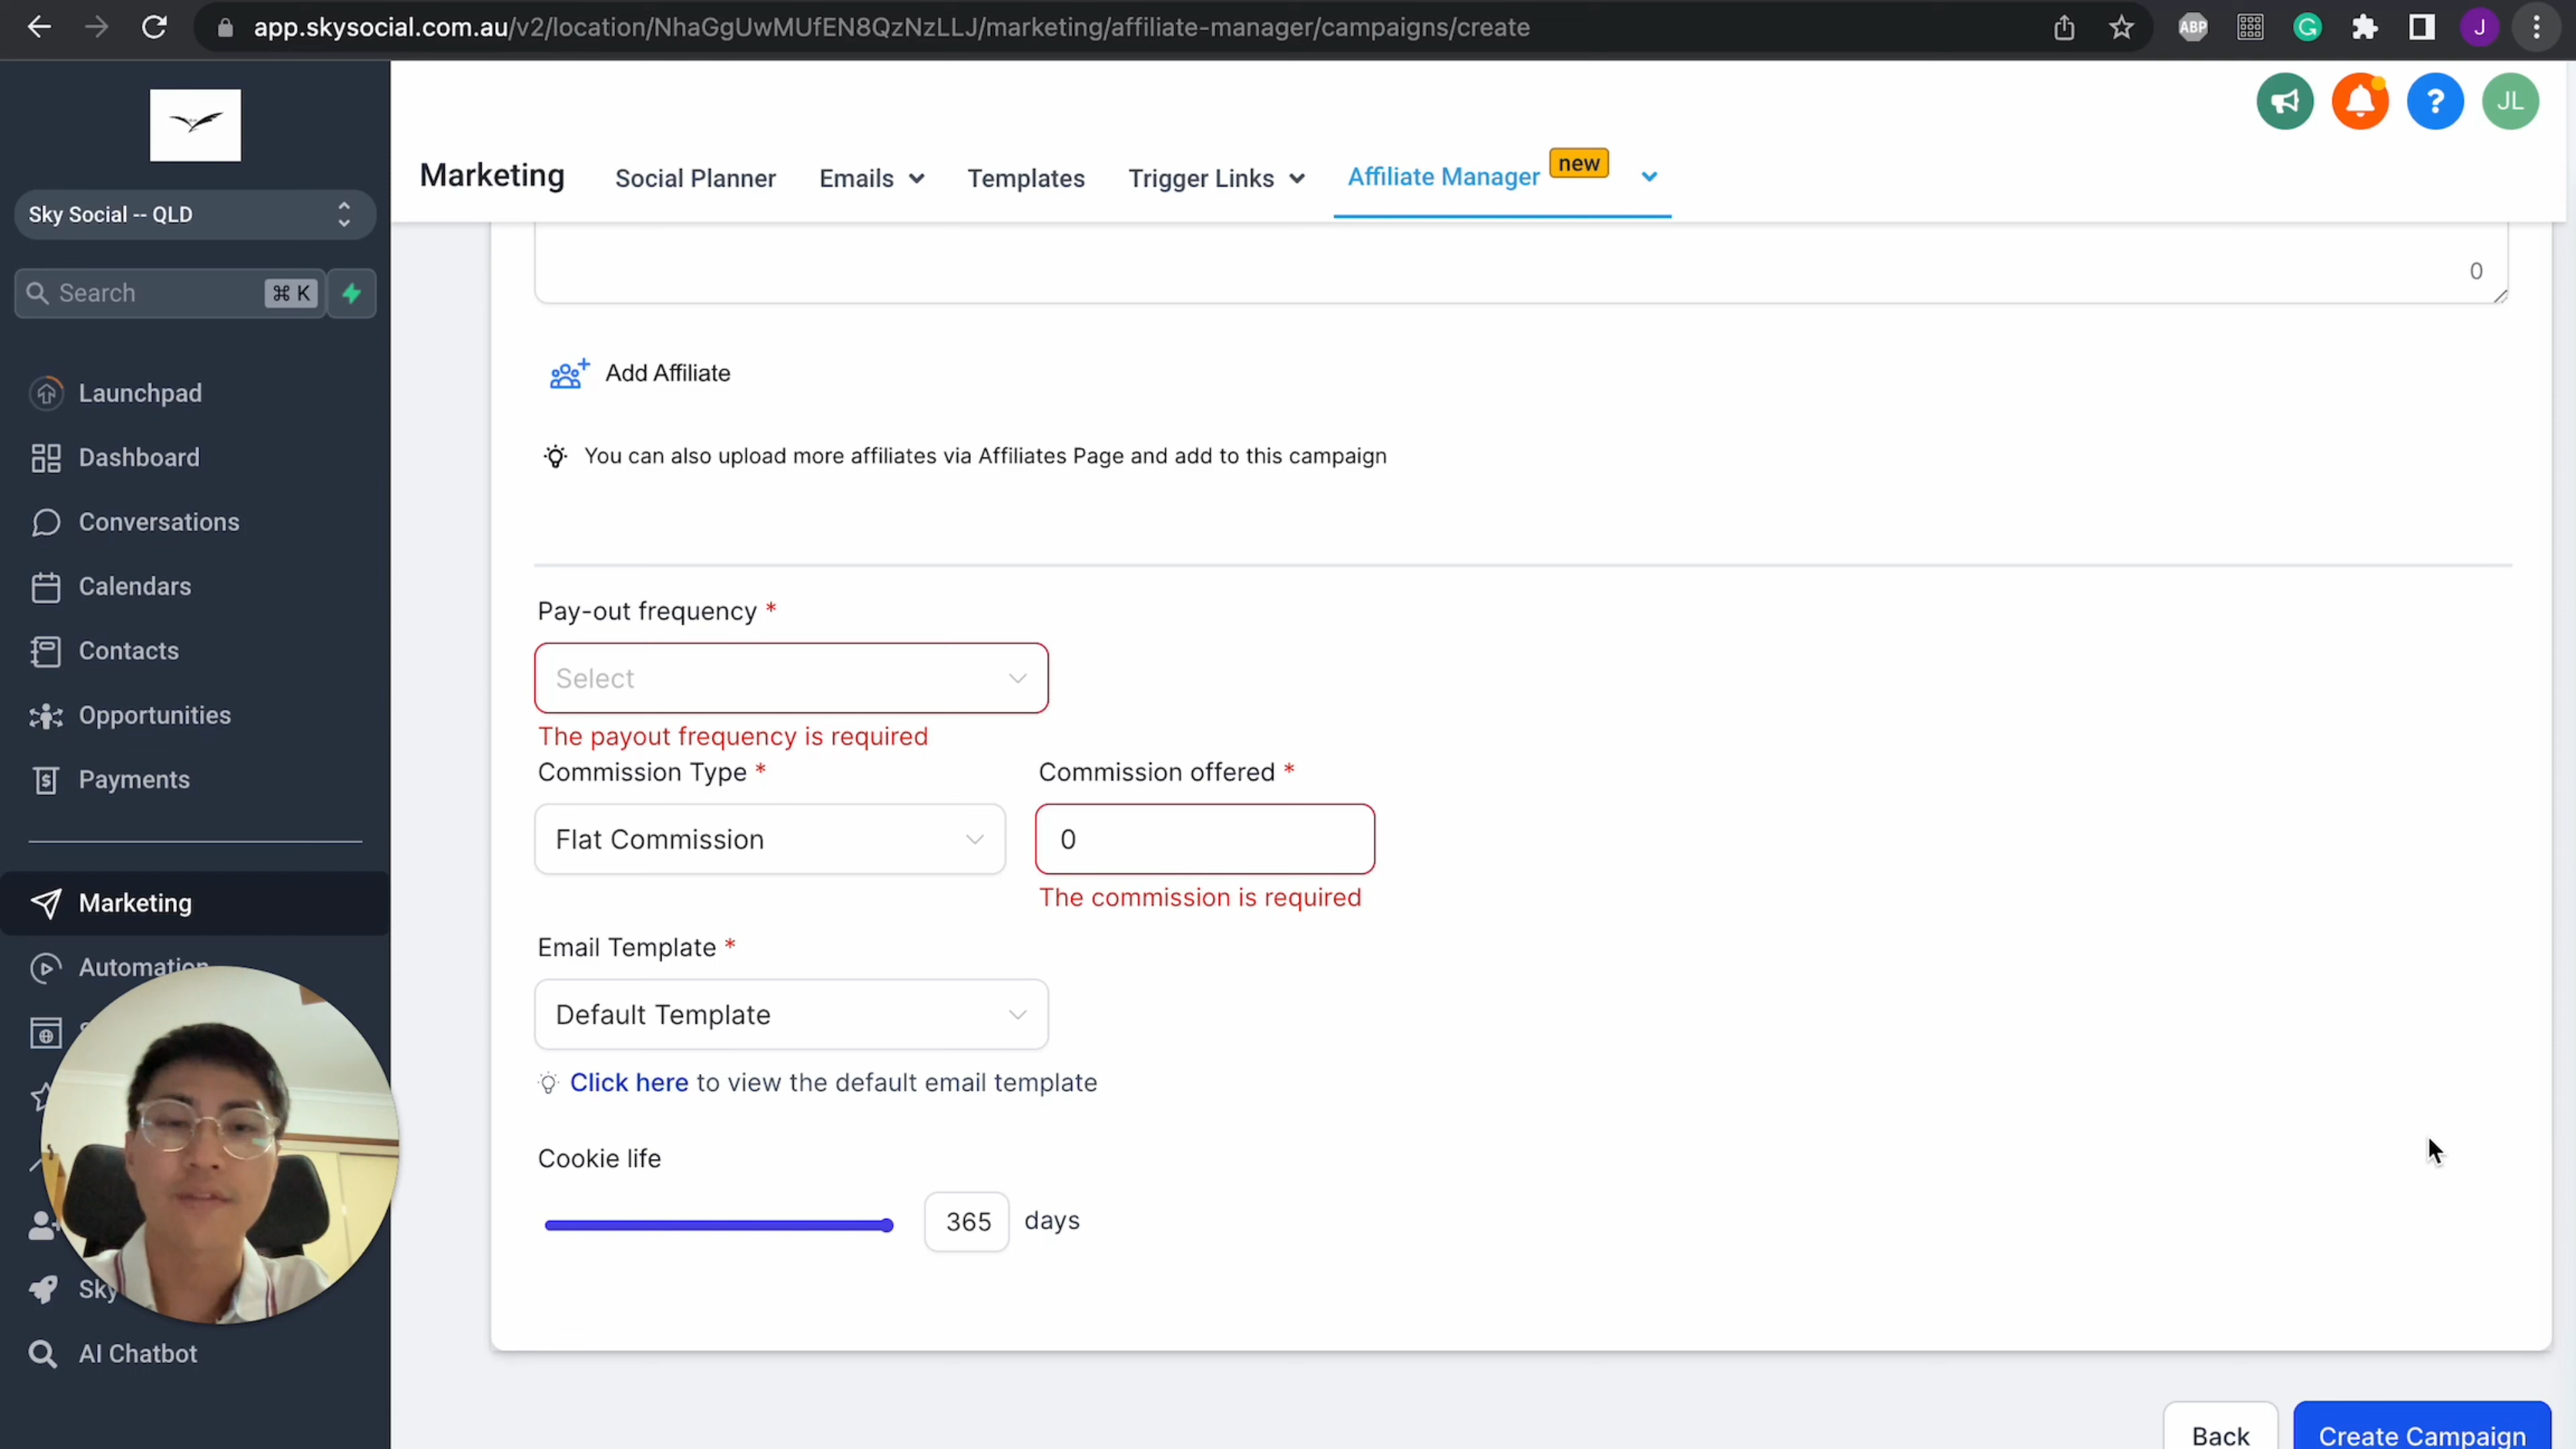 app.skysocial.com.au/v2/location/NhaGgUwMUfEN8QzNzLLJ/marketing/affiliate-manager/campaigns/create
ABP
G
J
JL
?
Marketing
Social Planner
Emails
Templates
Trigger Links
Affiliate Manager
new
Sky Social -- QLD
Search
⌘ K
Launchpad
Dashboard
Conversations
Calendars
Contacts
Opportunities
Payments
Marketing
Automation
Sky
AI Chatbot
0
Add Affiliate
You can also upload more affiliates via Affiliates Page and add to this campaign
Pay-out frequency *
Select
The payout frequency is required
Commission Type *
Commission offered *
Flat Commission
0
The commission is required
Email Template *
Default Template
Click here to view the default email template
Cookie life
365 days
Back
Create Campaign